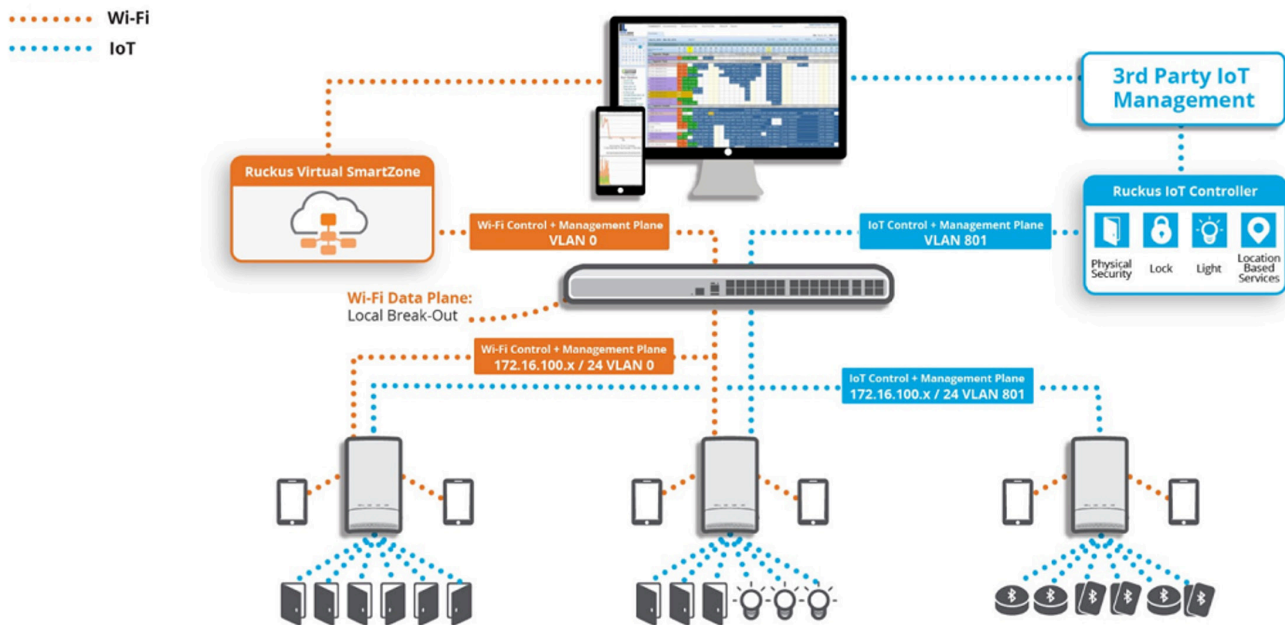 Wi-Fi
IoT
3rd Party IoT
Management
Ruckus Virtual SmartZone
Ruckus IoT Controller
Physical
Security
Lock
Light
Location
Based
Services
Wi-Fi Control + Management Plane
VLAN 0
IoT Control + Management Plane
VLAN 801
Wi-Fi Data Plane:
Local Break-Out
Wi-Fi Control + Management Plane
172.16.100.x / 24 VLAN 0
IoT Control + Management Plane
172.16.100.x / 24 VLAN 801